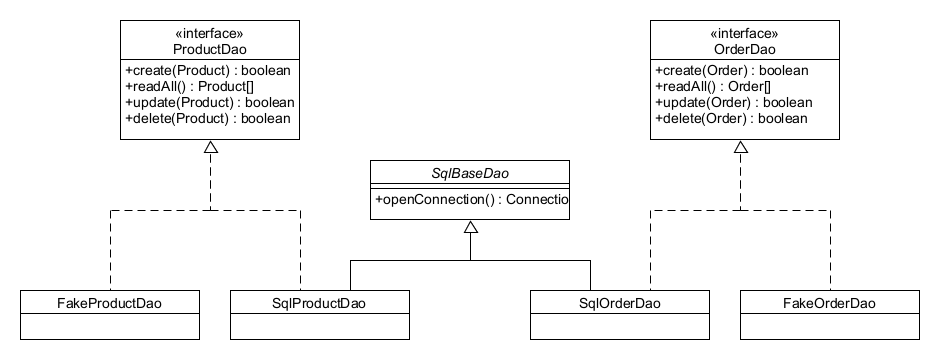 «interface»
ProductDao
+create(Product) : boolean
+readAll() : Product[]
+update(Product) : boolean
+delete(Product) : boolean
«interface»
OrderDao
+create(Order) : boolean
+readAll() : Order[]
+update(Order) : boolean
+delete(Order) : boolean
SqlBaseDao
+openConnection() : Connectio
FakeProductDao
SqlProductDao
SqlOrderDao
FakeOrderDao